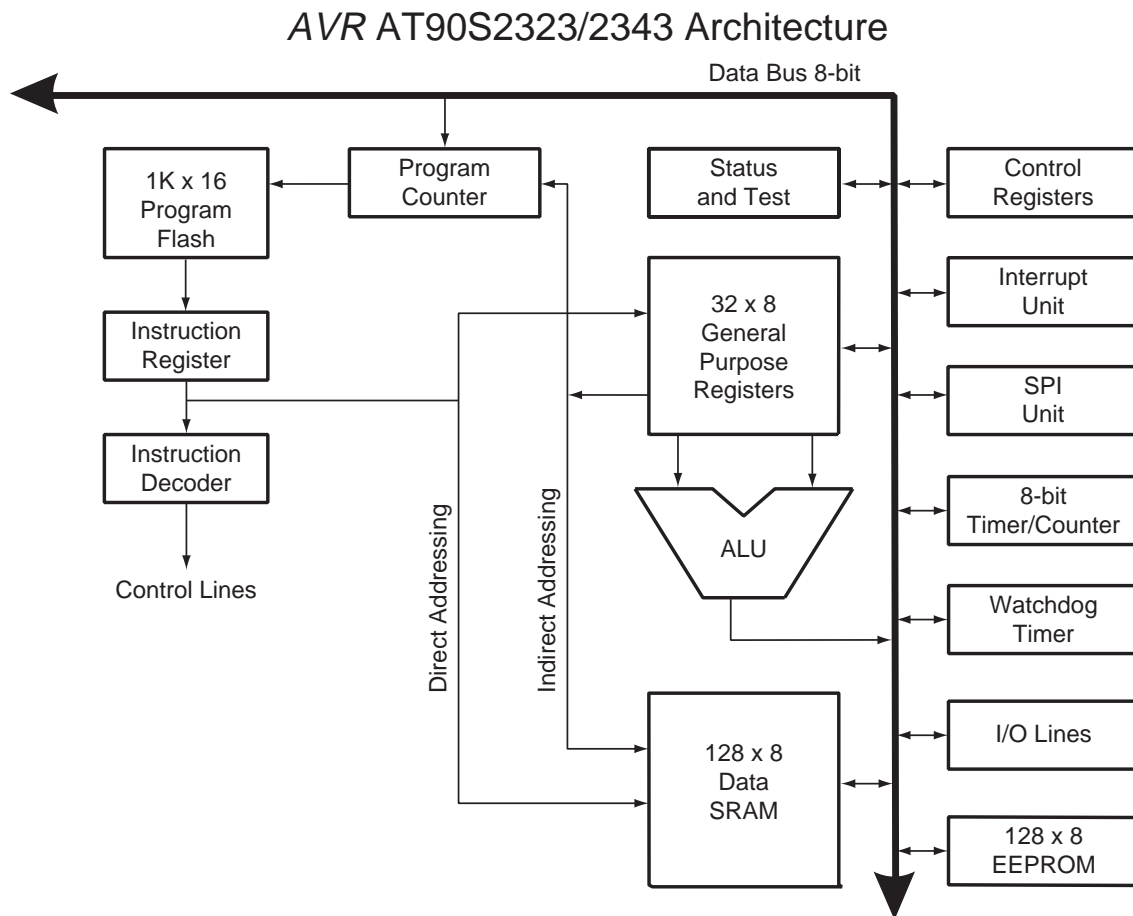 AVR AT90S2323/2343 Architecture
Data Bus 8-bit
1K x 16
Program
Flash
Program
Counter
Status
and Test
Control
Registers
Instruction
Register
32 x 8
General
Purpose
Registers
Interrupt
Unit
SPI
Unit
Instruction
Decoder
Control Lines
Direct Addressing
Indirect Addressing
ALU
8-bit
Timer/Counter
Watchdog
Timer
128 x 8
Data
SRAM
I/O Lines
128 x 8
EEPROM